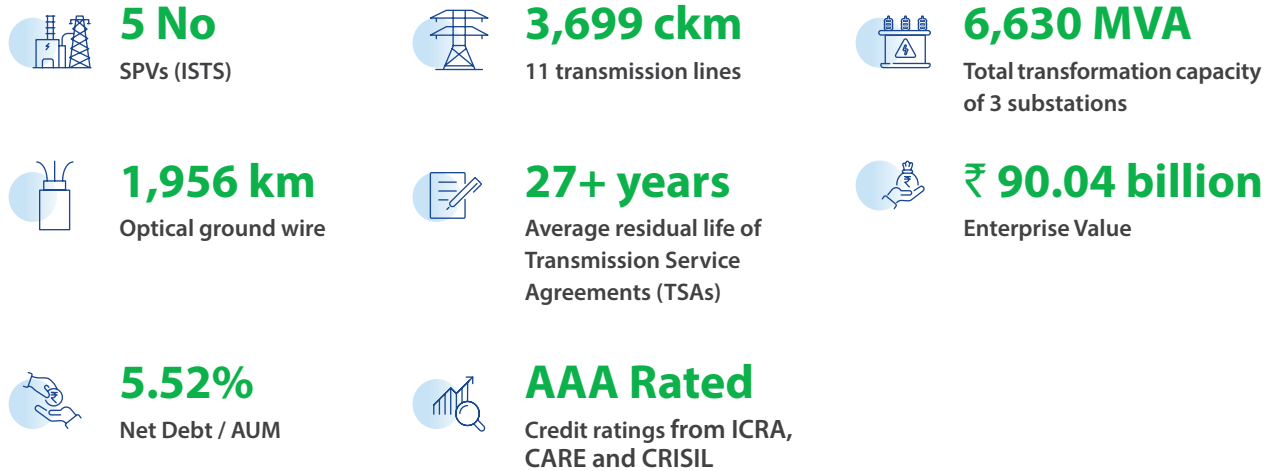 5 No
SPVs (ISTS)
3,699 ckm
11 transmission lines
6,630 MVA
Total transformation capacity
of 3 substations
1,956 km
Optical ground wire
27+ years
Average residual life of
Transmission Service
Agreements (TSAs)
₹ 90.04 billion
Enterprise Value
5.52%
Net Debt / AUM
AAA Rated
Credit ratings from ICRA,
CARE and CRISIL